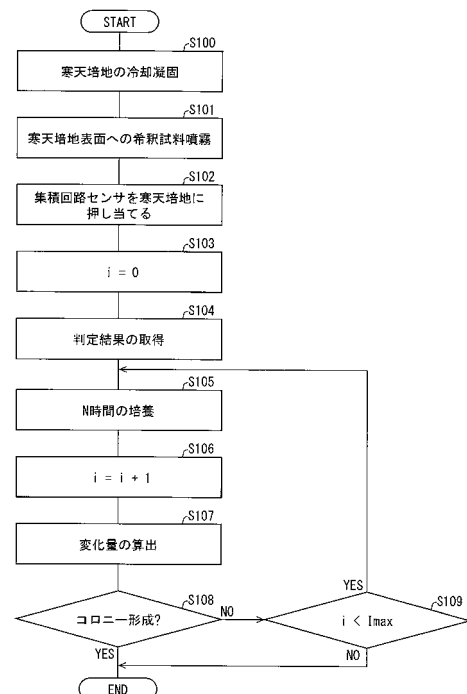 START
S100
寒天培地の冷却凝固
S101
寒天培地表面への希釈試料噴霧
S102
集積回路センサを寒天培地に
押し当てる
S103
i = 0
S104
判定結果の取得
S105
N時間の培養
S106
i = i + 1
S107
変化量の算出
S108
コロニー形成?
NO
YES
S109
i < Imax
YES
NO
END